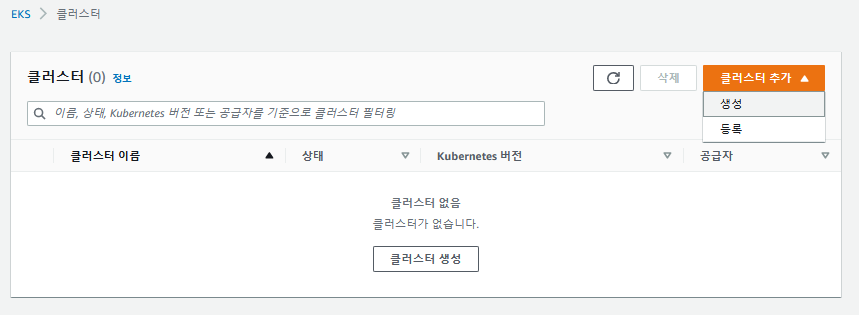 EKS > 클러스터
클러스터 (0) 정보
삭제
클러스터 추가
생성
등록
이름, 상태, Kubernetes 버전 또는 공급자를 기준으로 클러스터 필터링
클러스터 이름
상태
Kubernetes 버전
공급자
클러스터 없음
클러스터가 없습니다.
클러스터 생성